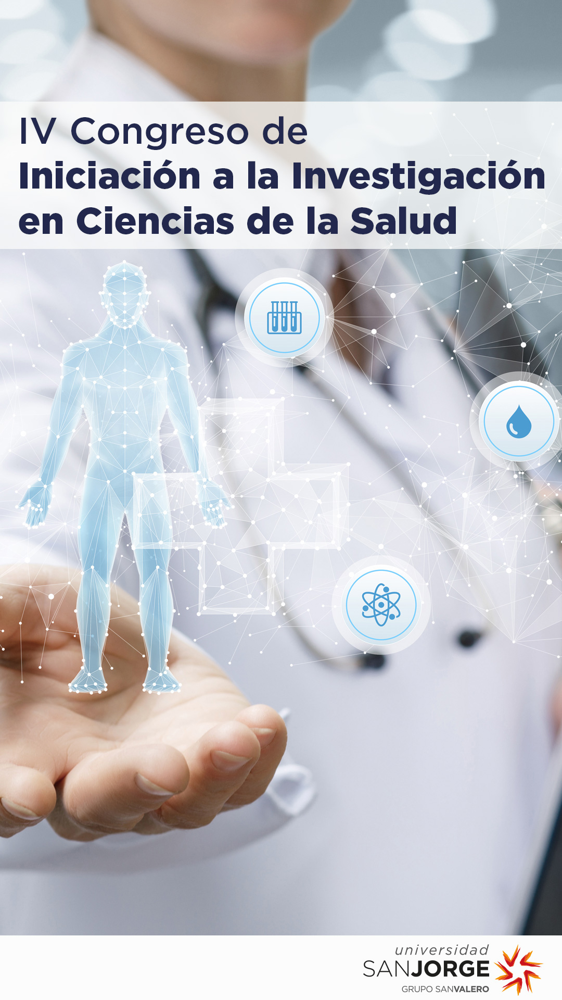 IV Congreso de
Iniciación a la Investigación
en Ciencias de la Salud
universidad
SANJORGE
GRUPO SANVALERO